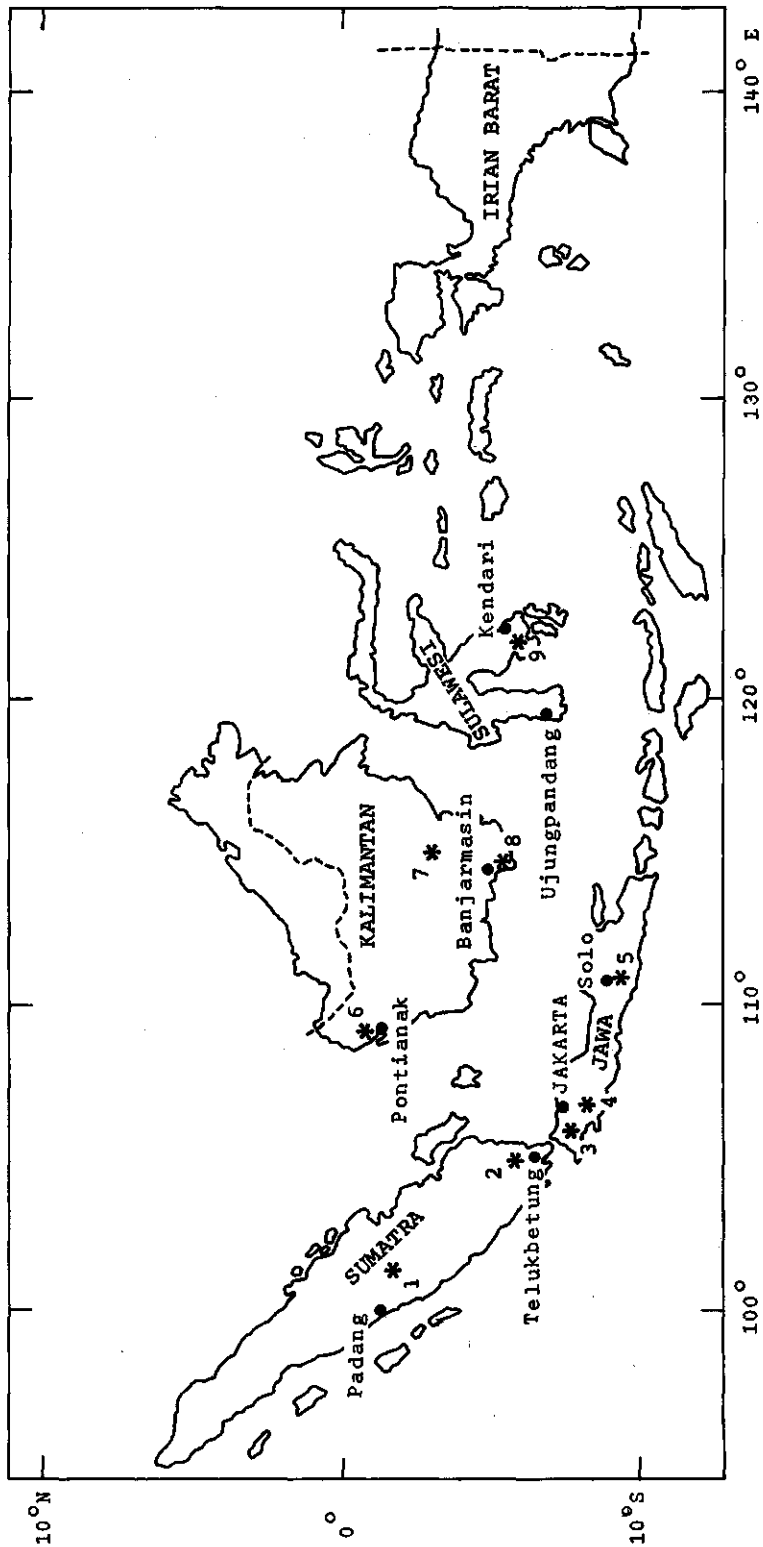 10°N
0°
10°S
100°
110°
120°
130°
140° E
SUMATRA
Padang
1
2
Telukbetung
JAKARTA
3
4
JAWA
Solo
5
6
Pontianak
KALIMANTAN
7
Banjarmasin
8
SULAWESI
Ujungpandang
Kendari
9
IRIAN BARAT